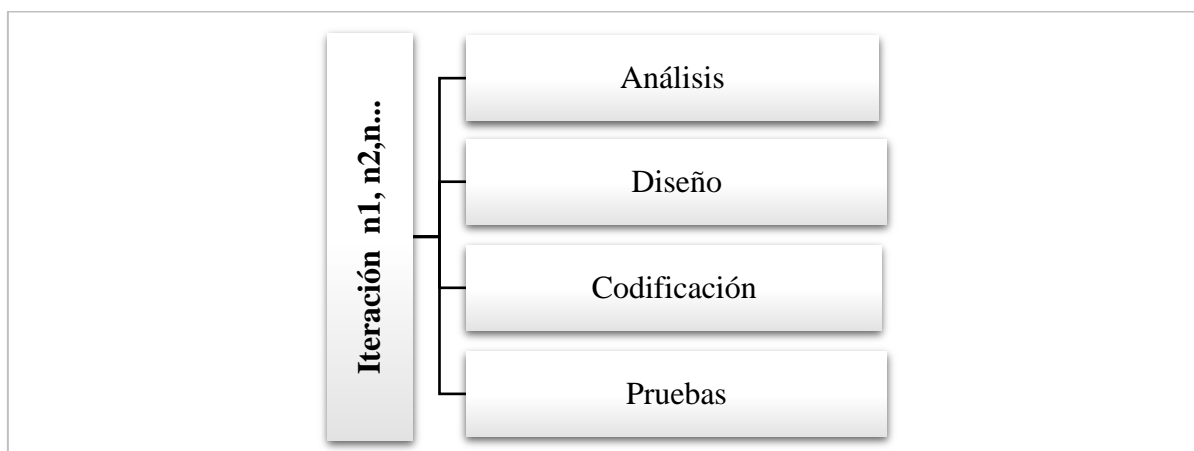 Iteración n1, n2,n...
Análisis
Diseño
Codificación
Pruebas